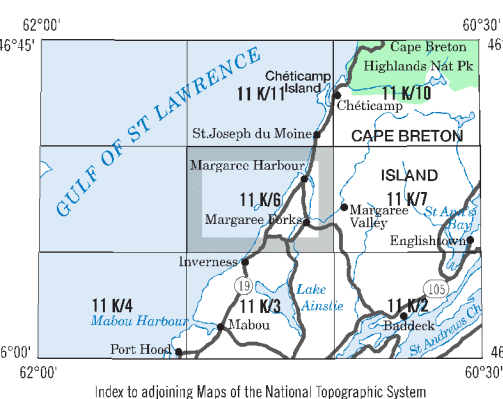 62°00'
60°30'
46°45'
46°
Cape Breton
Highlands Nat Pk
Chéticamp
Island
11 K/11
11 K/10
Chéticamp
GULF OF ST LAWRENCE
St.Joseph du Moine
CAPE BRETON
ISLAND
Margaree Harbour
11 K/6
11 K/7
Margaree Forks
Margaree
Valley
St Ann's
Bay
Englishtown
Inverness
19
105
Lake
Ainslie
11 K/4
11 K/3
11 K/2
Mabou Harbour
Mabou
Baddeck
St Andrews Ch
Port Hood
6°00'
46
62°00'
60°30'
Index to adjoining Maps of the National Topographic System